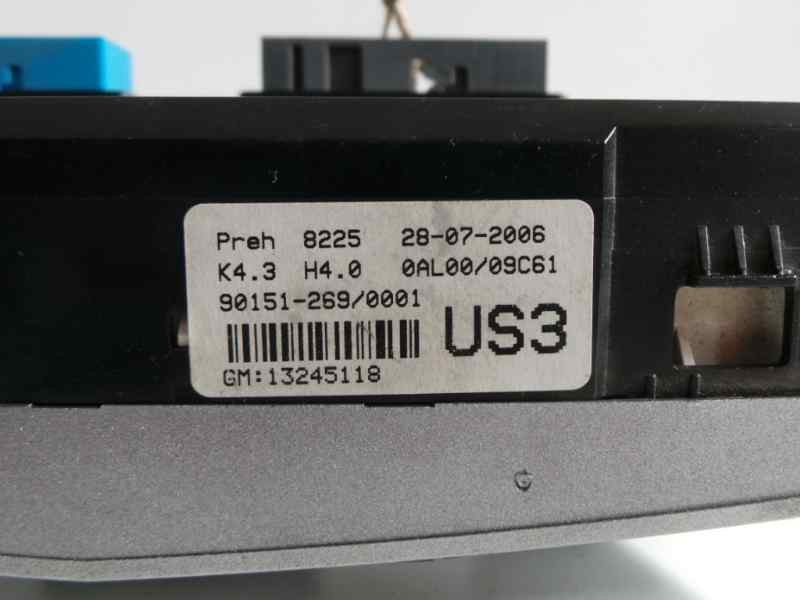 Preh 8225 28-07-2006
K4.3 H4.0 0AL00/09C61
90151-269/0001
US3
GM:13245118